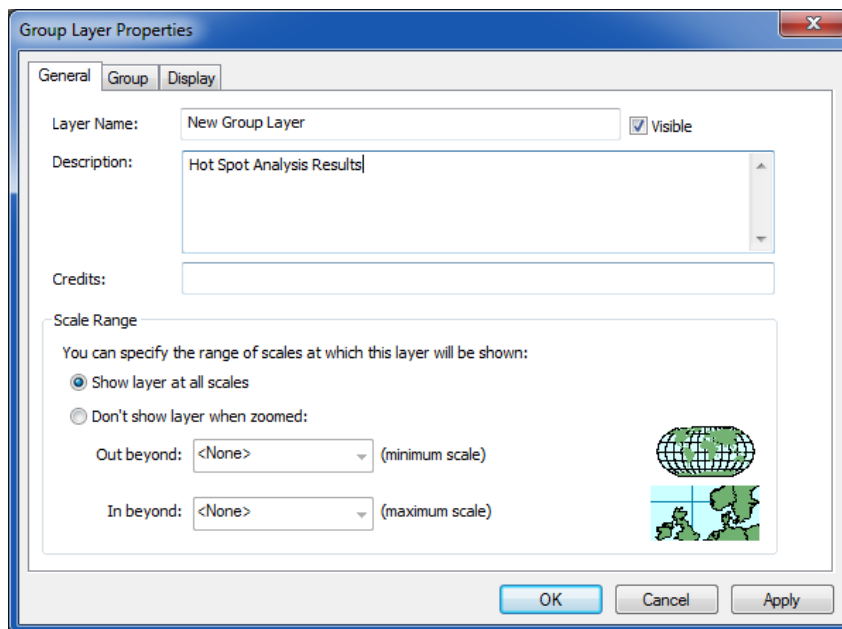 Group Layer Properties
General Group Display
Layer Name: New Group Layer Visible
Description: Hot Spot Analysis Results
Credits:
Scale Range
You can specify the range of scales at which this layer will be shown:
Show layer at all scales
Don't show layer when zoomed:
Out beyond: <None> (minimum scale)
In beyond: <None> (maximum scale)
OK Cancel Apply